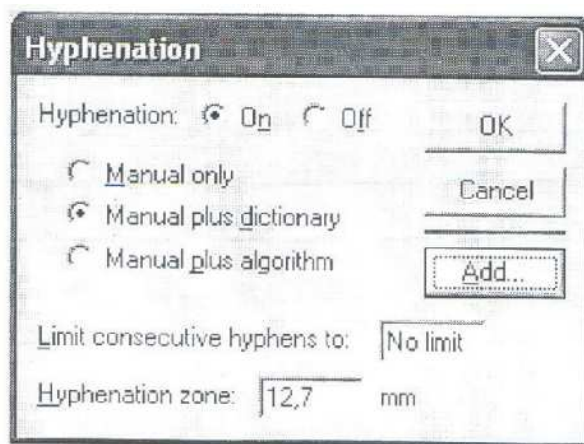 Hyphenation
Hyphenation: On Off OK
Manual only
Cancel
Manual plus dictionary
Manual plus algorithm
Add...
Limit consecutive hyphens to: No limit
Hyphenation zone: 12,7 mm